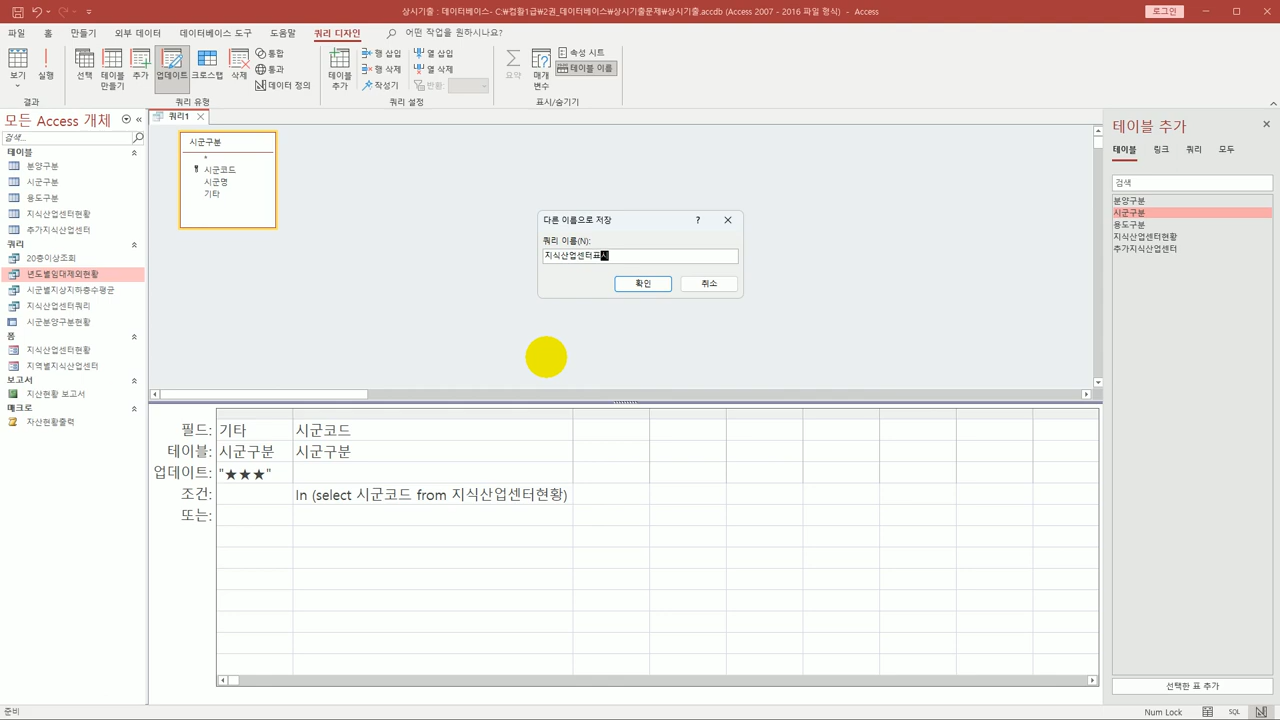 상시기출 : 데이터베이스- C:₩컴활1급₩2권_데이터베이스₩상시기출문제₩상시기출.accdb (Access 2007 - 2016 파일 형식) - Access
로그인
파일 홈 만들기 외부 데이터 데이터베이스 도구 도움말 쿼리 디자인 어떤 작업을 원하시나요?
보기 실행 선택 테이블 만들기 추가 업데이트 크로스탭 삭제
통합
통과
데이터 정의
테이블 추가
행 삽입
행 삭제
작성기
열 삽입
열 삭제
반환:
요약 매개 변수
속성 시트
테이블 이름
결과 쿼리 유형 쿼리 설정 표시/숨기기
모든 Access 개체
검색...
테이블
분양구분
시군구분
용도구분
지식산업센터현황
추가지식산업센터
쿼리
20층이상조회
년도별임대제외현황
시군별지상지하층수평균
지식산업센터쿼리
시군분양구분현황
폼
지식산업센터현황
지역별지식산업센터
보고서
지산현황 보고서
매크로
자산현황출력
쿼리1
시군구분
*
시군코드
시군명
기타
다른 이름으로 저장 ?
쿼리 이름(N):
지식산업센터표시
확인 취소
필드: 기타 시군코드
테이블: 시군구분 시군구분
업데이트: "★★★"
조건: In (select 시군코드 from 지식산업센터현황)
또는:
테이블 추가
테이블 링크 쿼리 모두
검색
분양구분
시군구분
용도구분
지식산업센터현황
추가지식산업센터
선택한 표 추가
준비
Num Lock
SQL